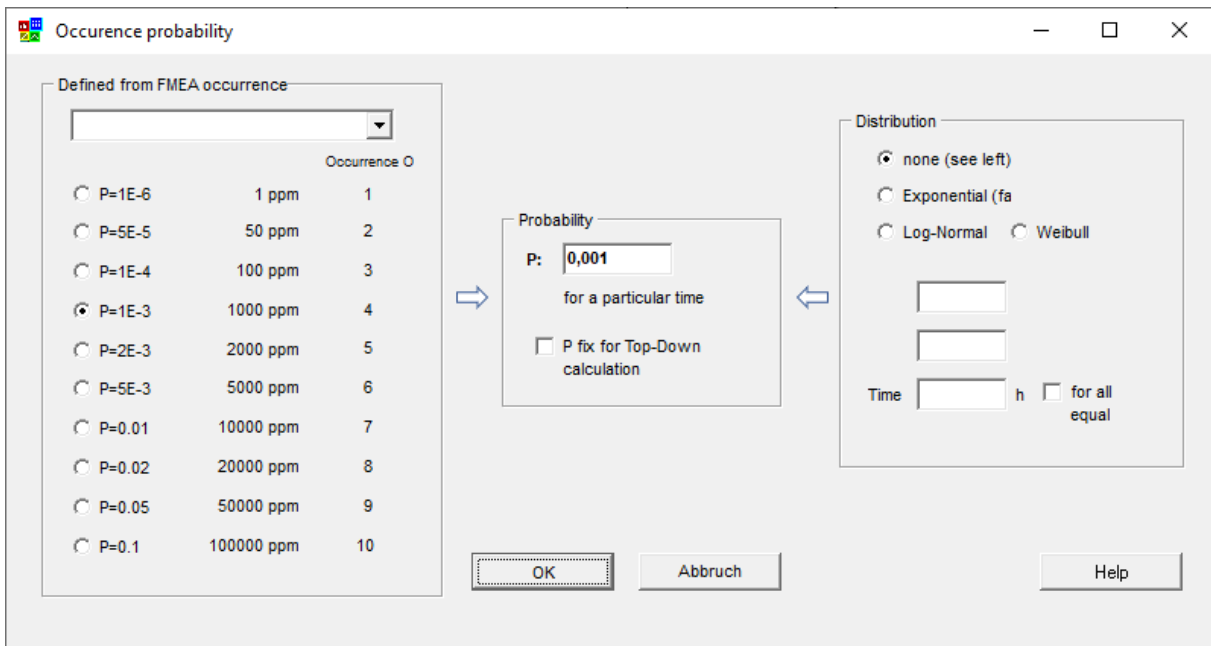 Occurence probability
Defined from FMEA occurrence
Occurrence O
P=1E-6 1 ppm 1
P=5E-5 50 ppm 2
P=1E-4 100 ppm 3
P=1E-3 1000 ppm 4
P=2E-3 2000 ppm 5
P=5E-3 5000 ppm 6
P=0.01 10000 ppm 7
P=0.02 20000 ppm 8
P=0.05 50000 ppm 9
P=0.1 100000 ppm 10
Probability
P: 0,001
for a particular time
P fix for Top-Down
calculation
Distribution
none (see left)
Exponential (fa
Log-Normal Weibull
Time h for all
equal
OK Abbruch Help